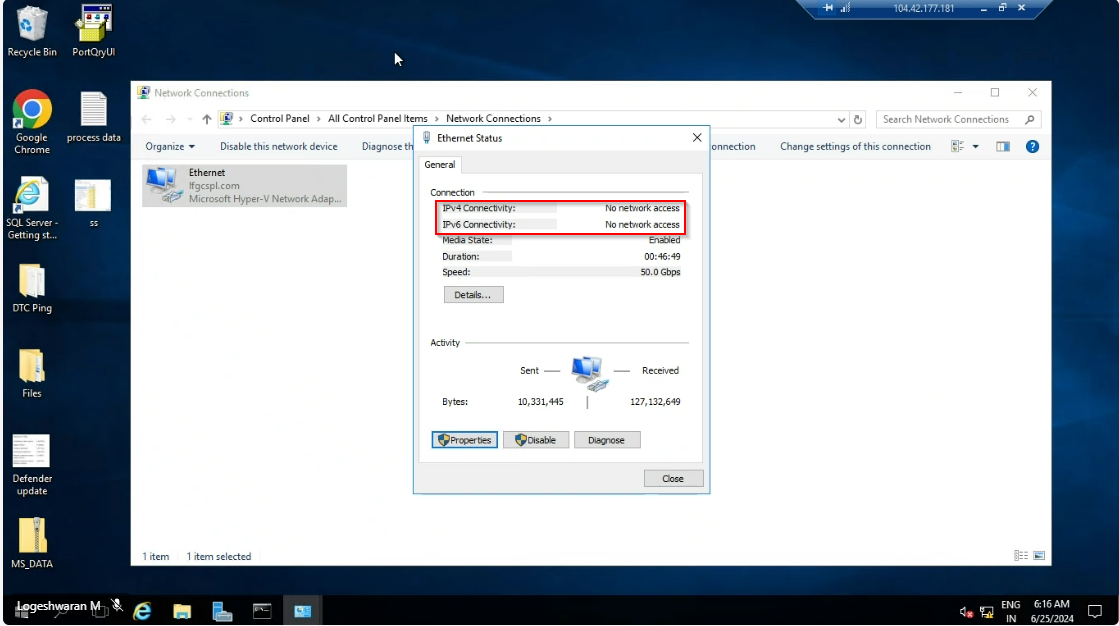 104.42.177.181
Recycle Bin
PortQryUI
Google Chrome
process data
SQL Server - Getting st...
ss
DTC Ping
Files
Defender update
MS_DATA
Network Connections
Control Panel > All Control Panel Items > Network Connections >
Search Network Connections
Organize
Disable this network device
Diagnose th
onnection
Change settings of this connection
Ethernet
lfgcspl.com
Microsoft Hyper-V Network Adap...
Ethernet Status
General
Connection
IPv4 Connectivity: No network access
IPv6 Connectivity: No network access
Media State: Enabled
Duration: 00:46:49
Speed: 50.0 Gbps
Details...
Activity
Sent — — Received
Bytes: 10,331,445 | 127,132,649
Properties
Disable
Diagnose
Close
1 item
1 item selected
Logeshwaran M
ENG
IN
6:16 AM
6/25/2024